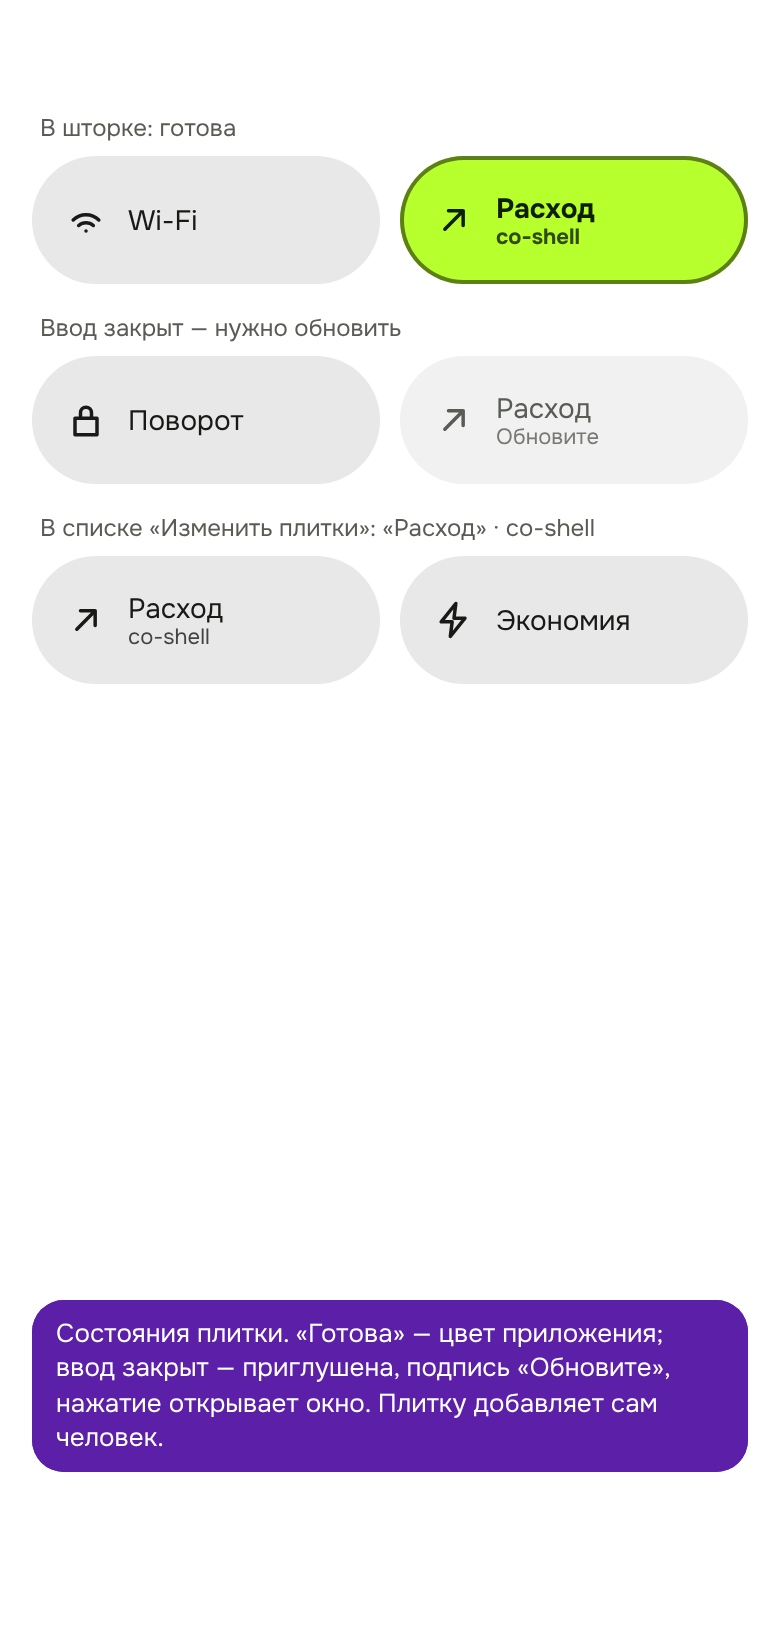 В шторке: готова
Wi-Fi
Расход
co-shell
Ввод закрыт — нужно обновить
Поворот
Расход
Обновите
В списке «Изменить плитки»: «Расход» · co-shell
Расход
co-shell
Экономия
Состояния плитки. «Готова» — цвет приложения;
ввод закрыт — приглушена, подпись «Обновите»,
нажатие открывает окно. Плитку добавляет сам
человек.